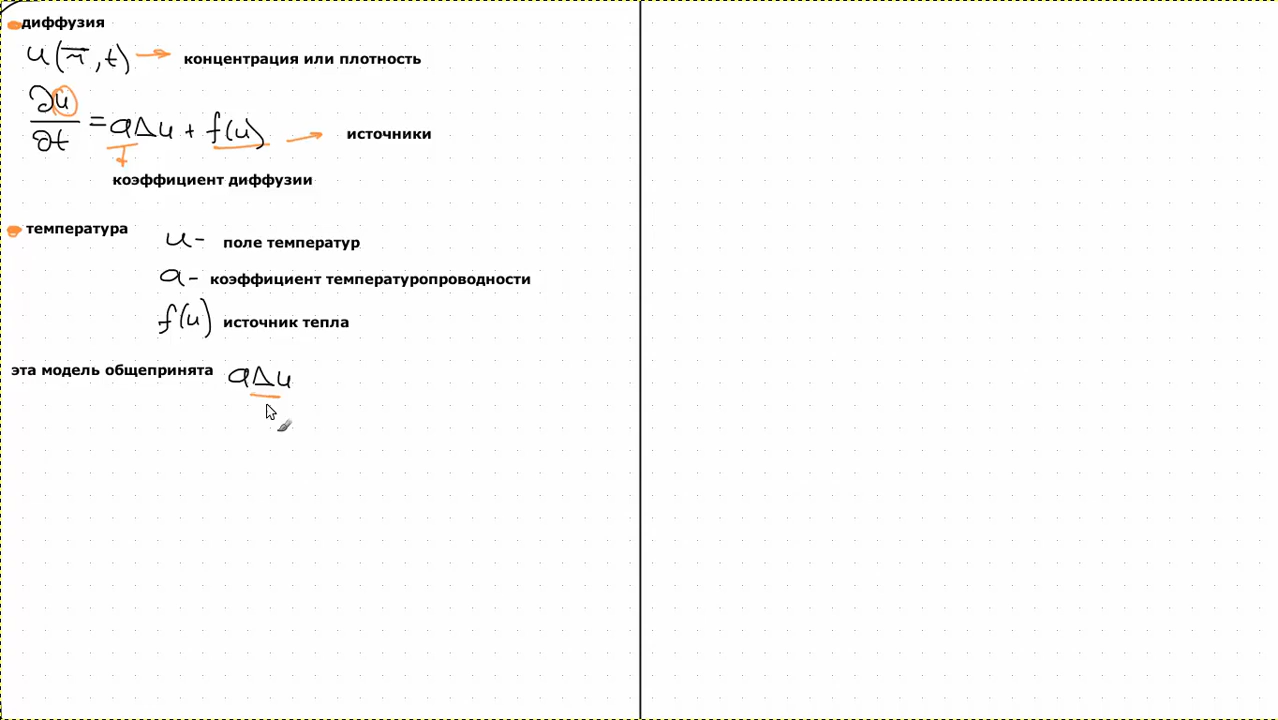 диффузия
u(r̄, t) → концентрация или плотность
∂u/∂t = aΔu + f(u) → источники
коэффициент диффузии
температура
u - поле температур
a - коэффициент температуропроводности
f(u) источник тепла
эта модель общепринята aΔu